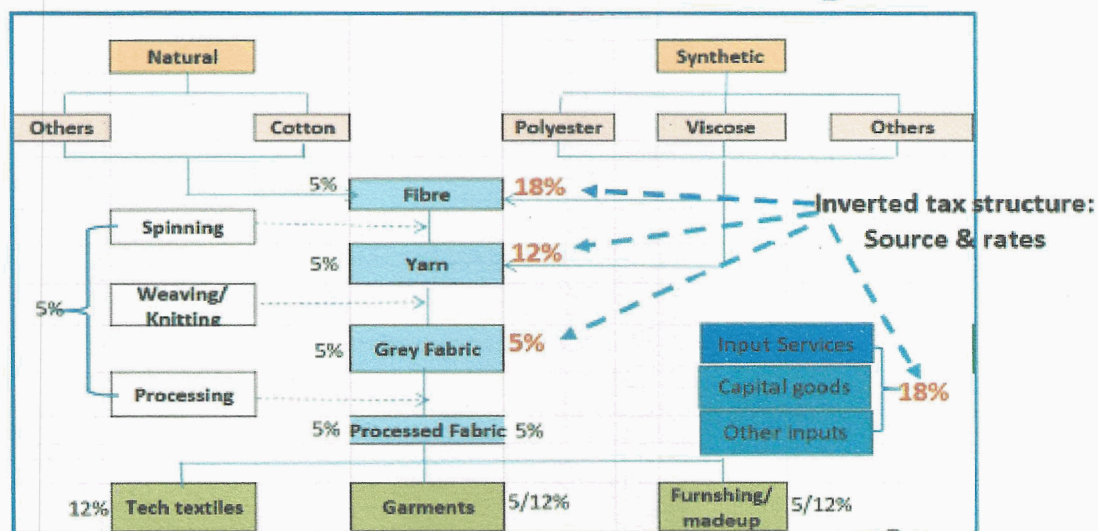 Natural
Synthetic
Others
Cotton
Polyester
Viscose
Others
5%
Fibre
18%
Inverted tax structure:
Source & rates
Spinning
5%
Yarn
12%
5%
Weaving/
Knitting
5%
Grey Fabric
5%
Input Services
Capital goods
18%
Other inputs
Processing
5%
Processed Fabric
5%
12%
Tech textiles
Garments
5/12%
Furnshing/
madeup
5/12%